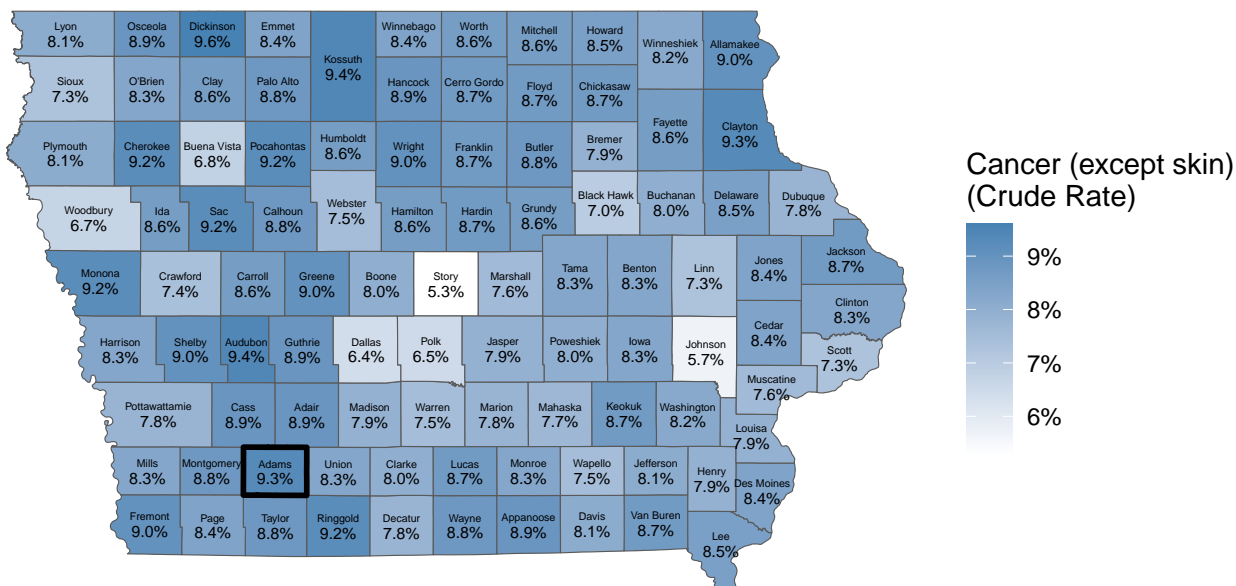 Lyon
8.1%
Osceola
8.9%
Dickinson
9.6%
Emmet
8.4%
Kossuth
9.4%
Winnebago
8.4%
Worth
8.6%
Mitchell
8.6%
Howard
8.5%
Winneshiek
8.2%
Allamakee
9.0%
Sioux
7.3%
O'Brien
8.3%
Clay
8.6%
Palo Alto
8.8%
Hancock
8.9%
Cerro Gordo
8.7%
Floyd
8.7%
Chickasaw
8.7%
Fayette
8.6%
Clayton
9.3%
Plymouth
8.1%
Cherokee
9.2%
Buena Vista
6.8%
Pocahontas
9.2%
Humboldt
8.6%
Wright
9.0%
Franklin
8.7%
Butler
8.8%
Bremer
7.9%
Woodbury
6.7%
Ida
8.6%
Sac
9.2%
Calhoun
8.8%
Webster
7.5%
Hamilton
8.6%
Hardin
8.7%
Grundy
8.6%
Black Hawk
7.0%
Buchanan
8.0%
Delaware
8.5%
Dubuque
7.8%
Monona
9.2%
Crawford
7.4%
Carroll
8.6%
Greene
9.0%
Boone
8.0%
Story
5.3%
Marshall
7.6%
Tama
8.3%
Benton
8.3%
Linn
7.3%
Jones
8.4%
Jackson
8.7%
Clinton
8.3%
Harrison
8.3%
Shelby
9.0%
Audubon
9.4%
Guthrie
8.9%
Dallas
6.4%
Polk
6.5%
Jasper
7.9%
Poweshiek
8.0%
Iowa
8.3%
Johnson
5.7%
Cedar
8.4%
Scott
7.3%
Muscatine
7.6%
Pottawattamie
7.8%
Cass
8.9%
Adair
8.9%
Madison
7.9%
Warren
7.5%
Marion
7.8%
Mahaska
7.7%
Keokuk
8.7%
Washington
8.2%
Louisa
7.9%
Mills
8.3%
Montgomery
8.8%
Adams
9.3%
Union
8.3%
Clarke
8.0%
Lucas
8.7%
Monroe
8.3%
Wapello
7.5%
Jefferson
8.1%
Henry
7.9%
Des Moines
8.4%
Fremont
9.0%
Page
8.4%
Taylor
8.8%
Ringgold
9.2%
Decatur
7.8%
Wayne
8.8%
Appanoose
8.9%
Davis
8.1%
Van Buren
8.7%
Lee
8.5%
Cancer (except skin)
(Crude Rate)
9%
8%
7%
6%